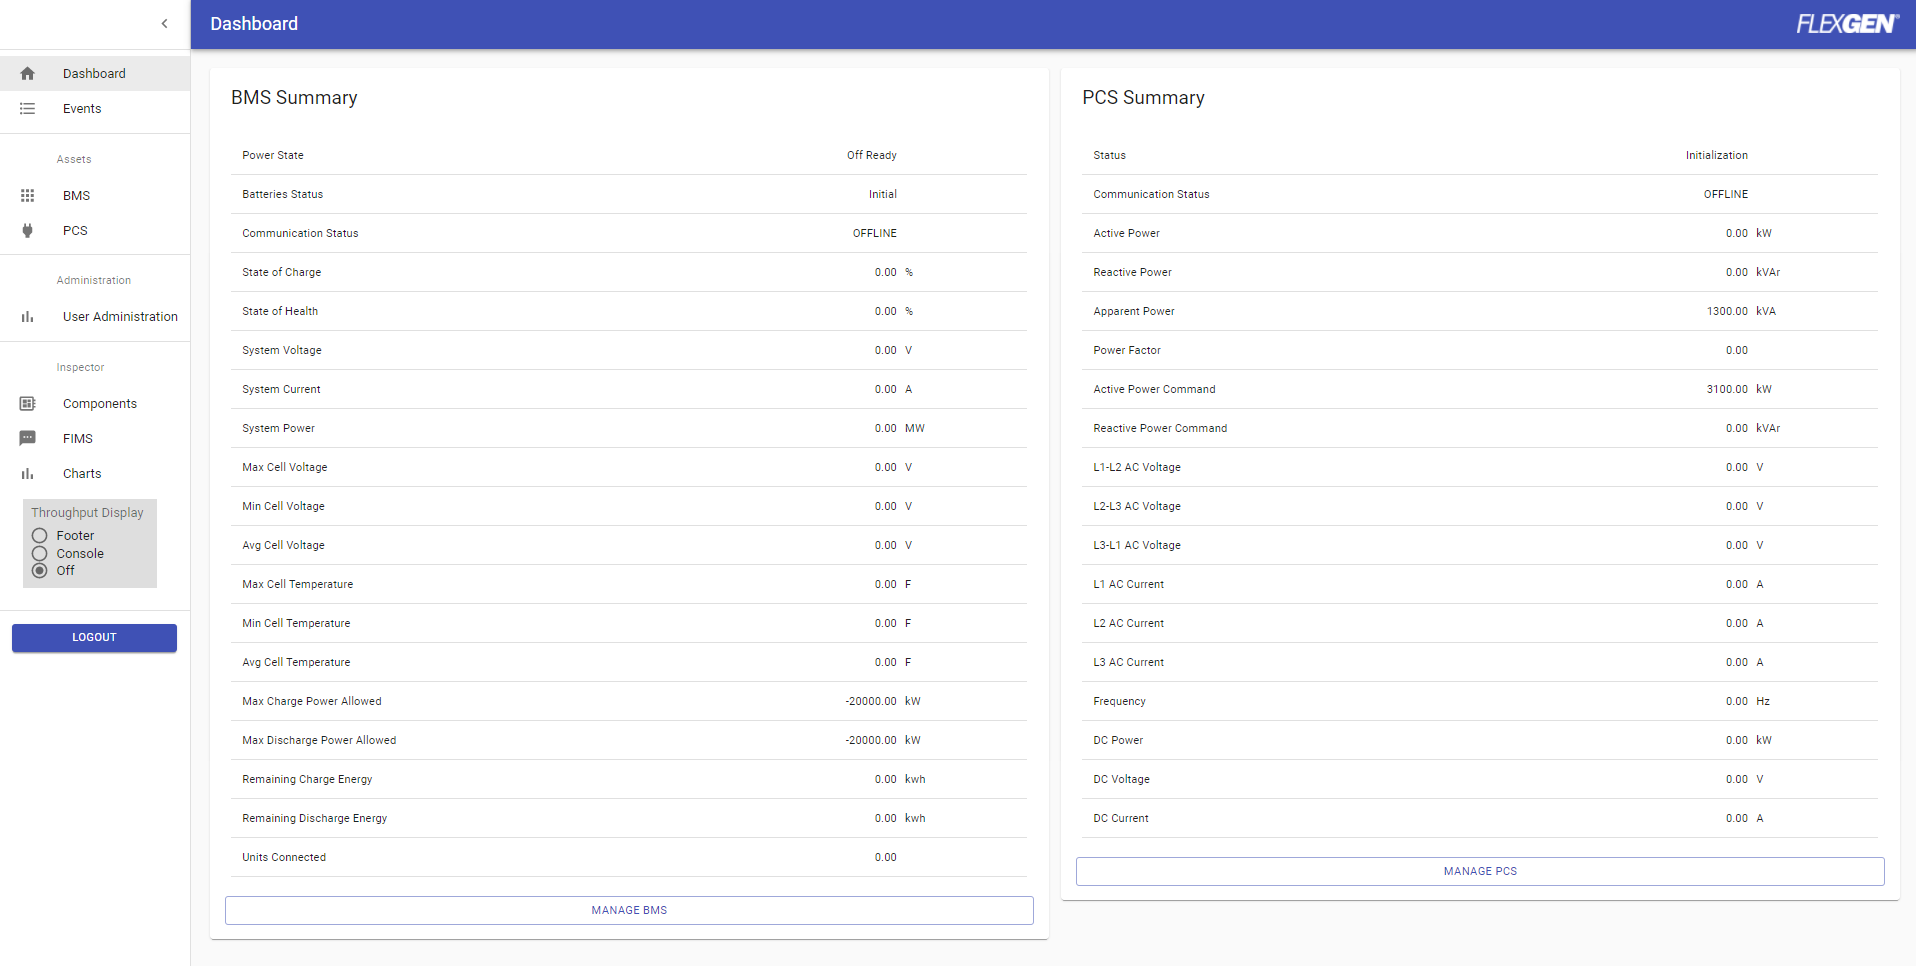 Dashboard
FLEXGEN®
Dashboard
Events
Assets
BMS
PCS
Administration
User Administration
Inspector
Components
FIMS
Charts
Throughput Display
Footer
Console
Off
LOGOUT
BMS Summary
Power State Off Ready
Batteries Status Initial
Communication Status OFFLINE
State of Charge 0.00 %
State of Health 0.00 %
System Voltage 0.00 V
System Current 0.00 A
System Power 0.00 MW
Max Cell Voltage 0.00 V
Min Cell Voltage 0.00 V
Avg Cell Voltage 0.00 V
Max Cell Temperature 0.00 F
Min Cell Temperature 0.00 F
Avg Cell Temperature 0.00 F
Max Charge Power Allowed -20000.00 kW
Max Discharge Power Allowed -20000.00 kW
Remaining Charge Energy 0.00 kwh
Remaining Discharge Energy 0.00 kwh
Units Connected 0.00
MANAGE BMS
PCS Summary
Status Initialization
Communication Status OFFLINE
Active Power 0.00 kW
Reactive Power 0.00 kVAr
Apparent Power 1300.00 kVA
Power Factor 0.00
Active Power Command 3100.00 kW
Reactive Power Command 0.00 kVAr
L1-L2 AC Voltage 0.00 V
L2-L3 AC Voltage 0.00 V
L3-L1 AC Voltage 0.00 V
L1 AC Current 0.00 A
L2 AC Current 0.00 A
L3 AC Current 0.00 A
Frequency 0.00 Hz
DC Power 0.00 kW
DC Voltage 0.00 V
DC Current 0.00 A
MANAGE PCS